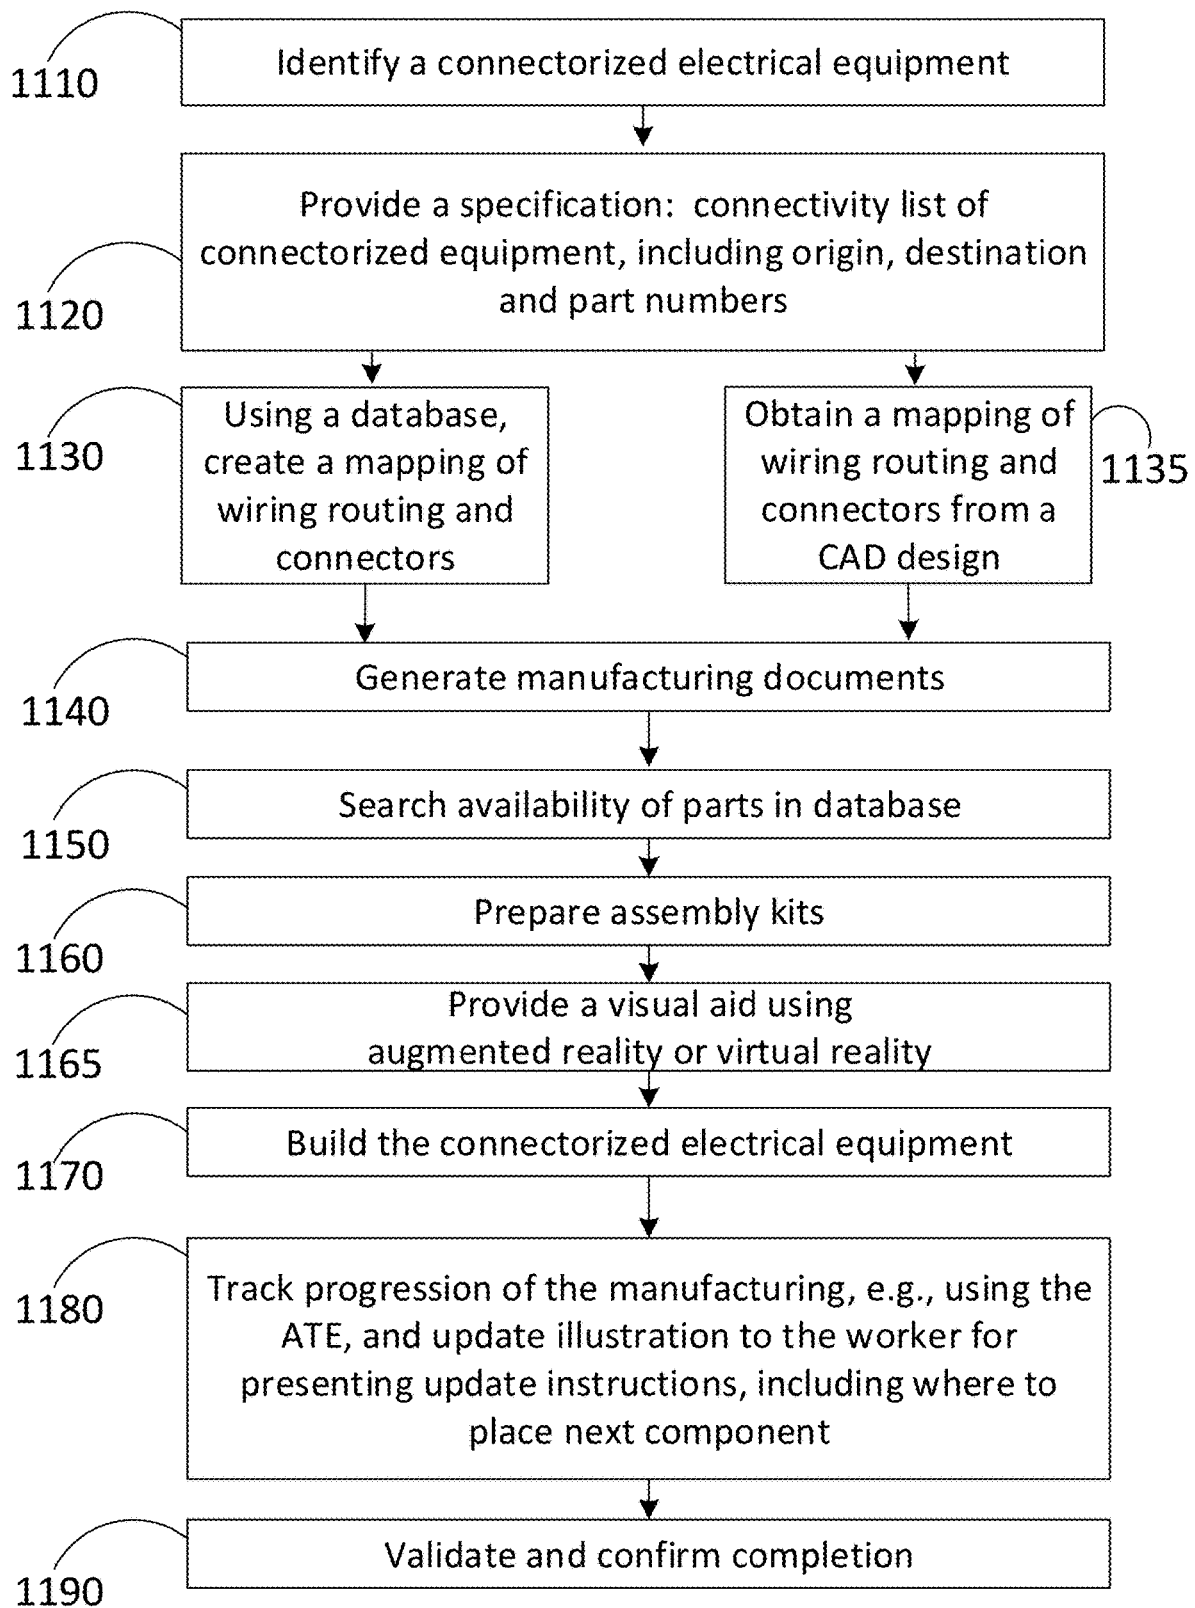 Identify a connectorized electrical equipment
1110
Provide a specification: connectivity list of
connectorized equipment, including origin, destination
and part numbers
1120
Using a database,
create a mapping of
wiring routing and
connectors
1130
Obtain a mapping of
wiring routing and
connectors from a
CAD design
1135
Generate manufacturing documents
1140
Search availability of parts in database
1150
Prepare assembly kits
1160
Provide a visual aid using
augmented reality or virtual reality
1165
Build the connectorized electrical equipment
1170
Track progression of the manufacturing, e.g., using the
ATE, and update illustration to the worker for
presenting update instructions, including where to
place next component
1180
Validate and confirm completion
1190